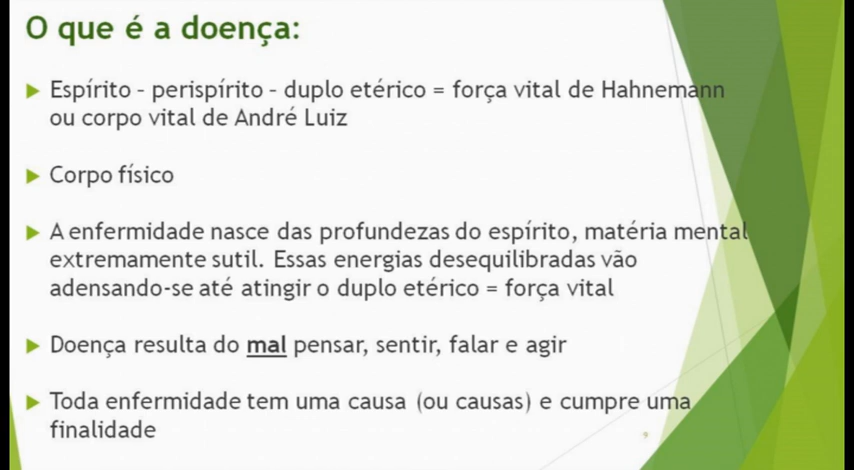 O que é a doença:
Espírito – perispírito – duplo etérico = força vital de Hahnemann
ou corpo vital de André Luiz
Corpo físico
A enfermidade nasce das profundezas do espírito, matéria mental
extremamente sutil. Essas energias desequilibradas vão
adensando-se até atingir o duplo etérico = força vital
Doença resulta do mal pensar, sentir, falar e agir
Toda enfermidade tem uma causa (ou causas) e cumpre uma
finalidade
9